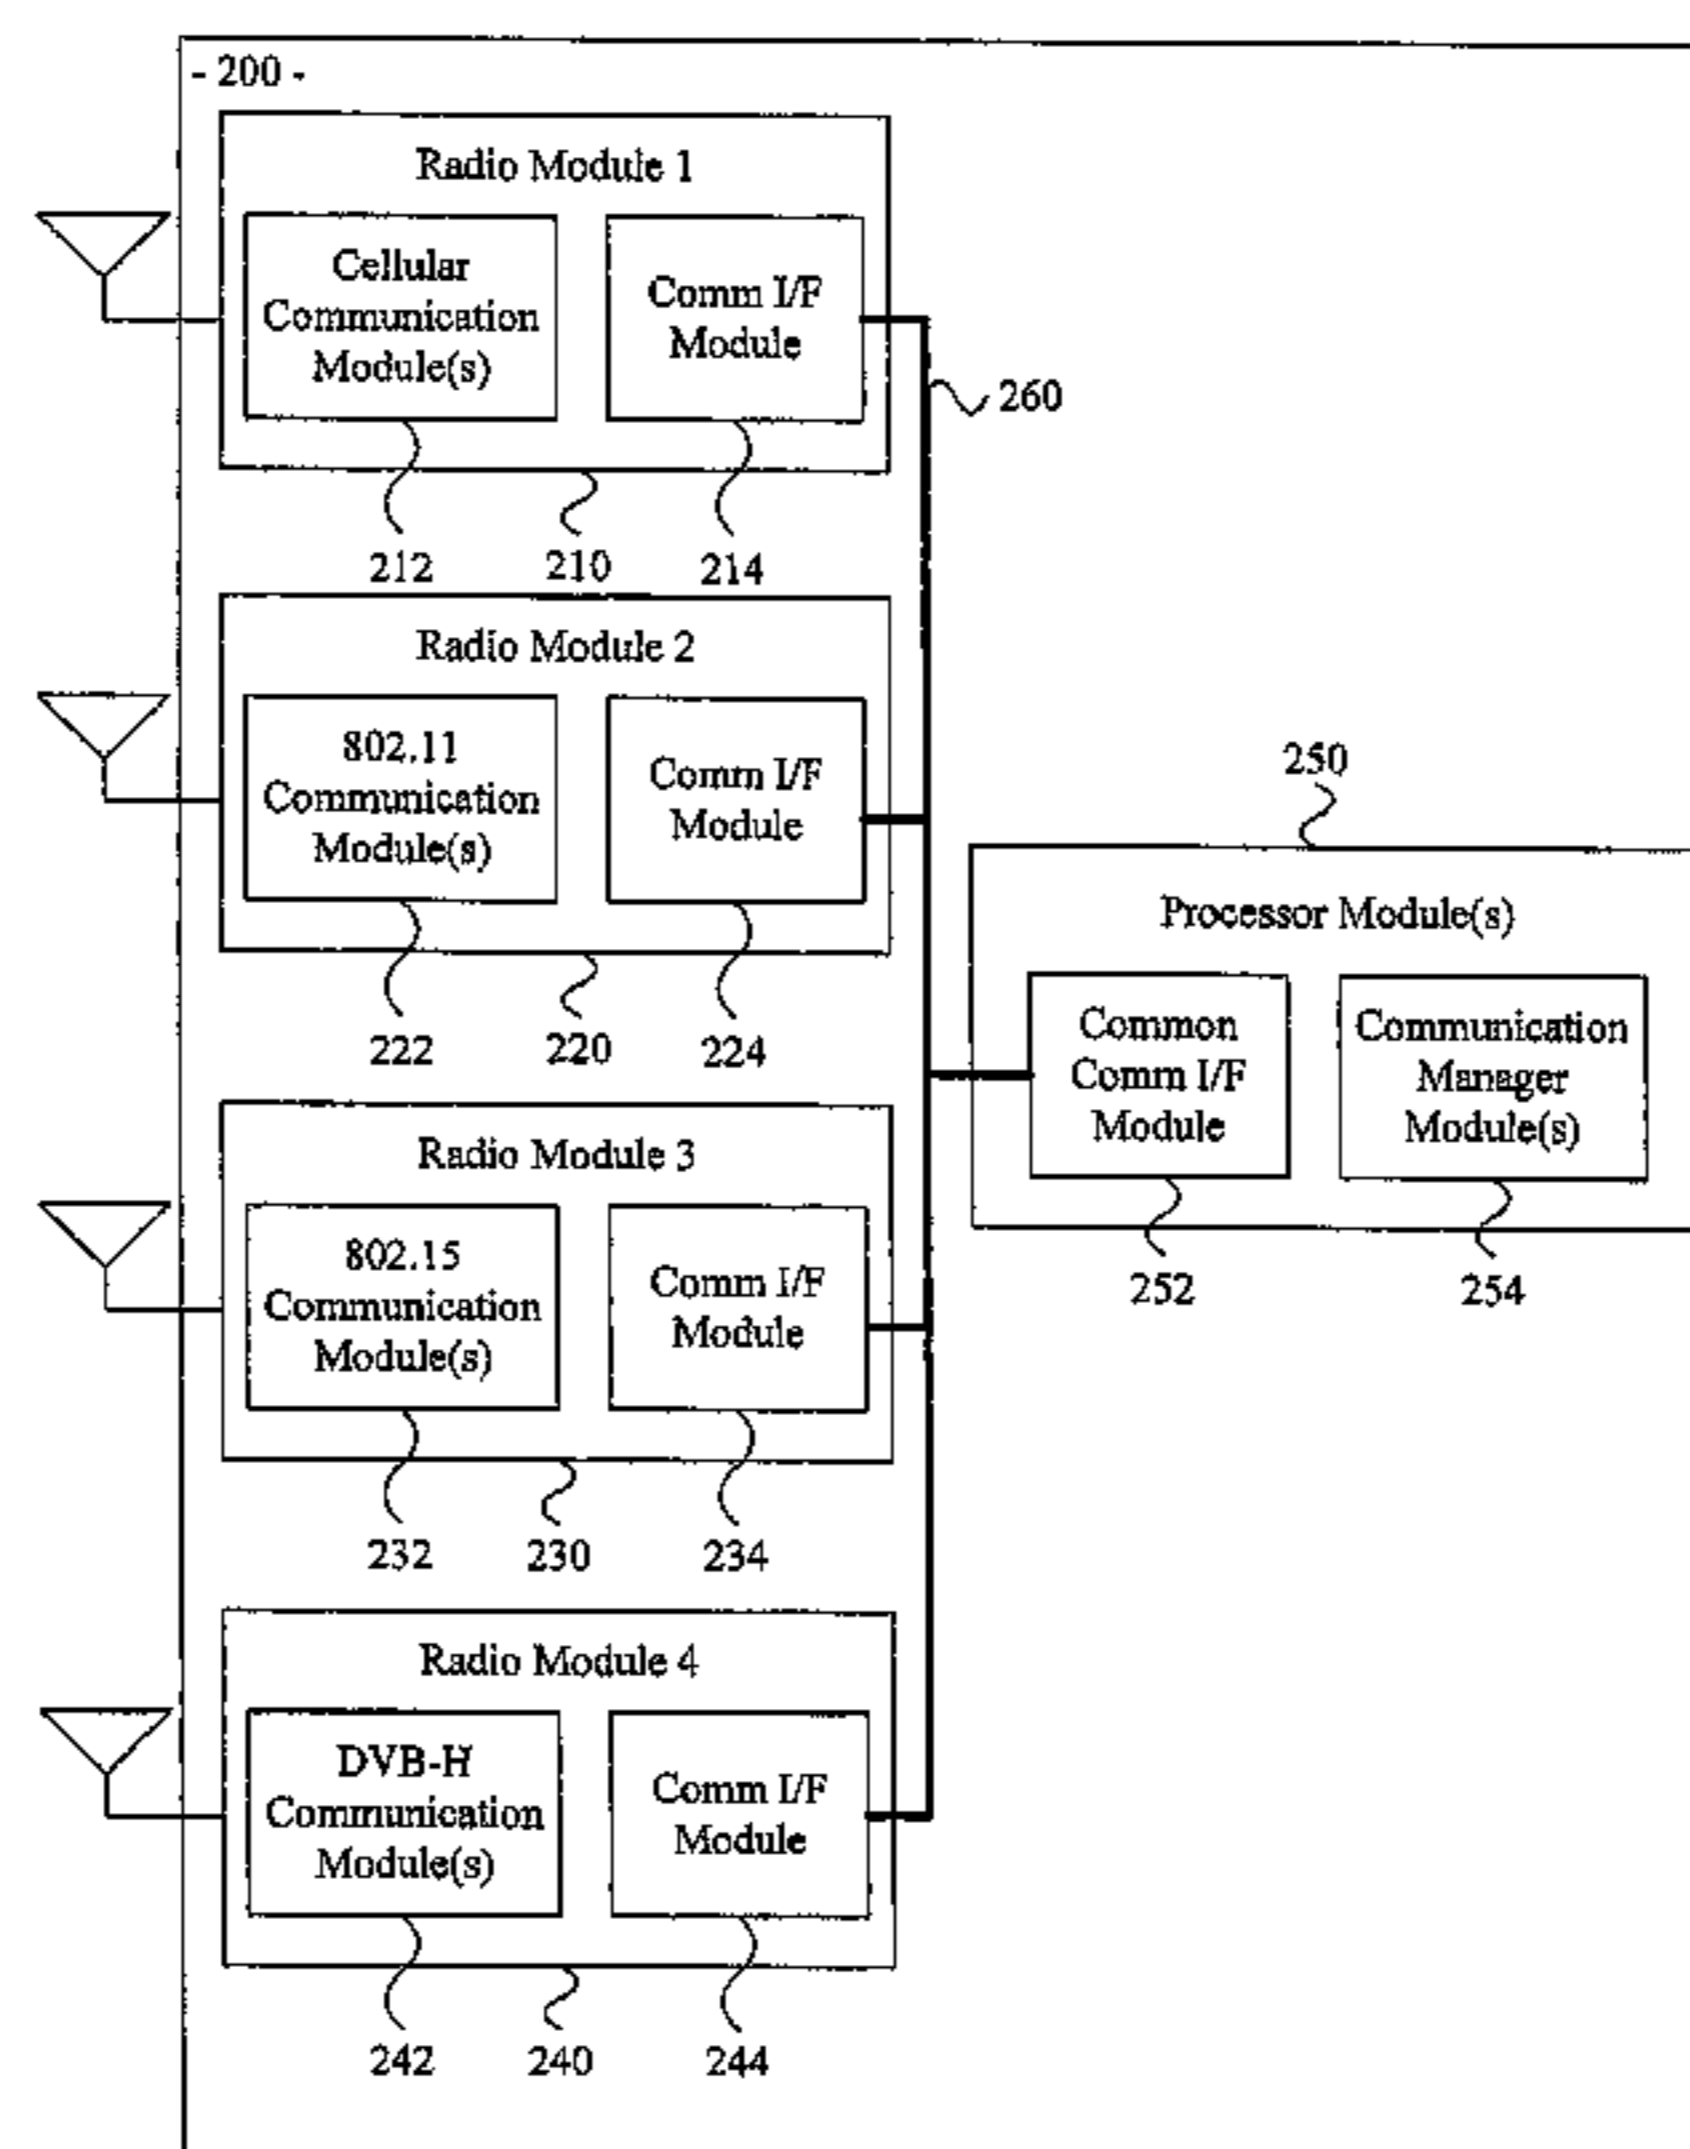 - 200 -
Radio Module 1
Cellular
Communication
Module(s)
Comm I/F
Module
260
212
210
214
Radio Module 2
802.11
Communication
Module(s)
Comm I/F
Module
222
220
224
250
Processor Module(s)
Common
Comm I/F
Module
Communication
Manager
Module(s)
252
254
Radio Module 3
802.15
Communication
Module(s)
Comm I/F
Module
232
230
234
Radio Module 4
DVB-H
Communication
Module(s)
Comm I/F
Module
242
240
244